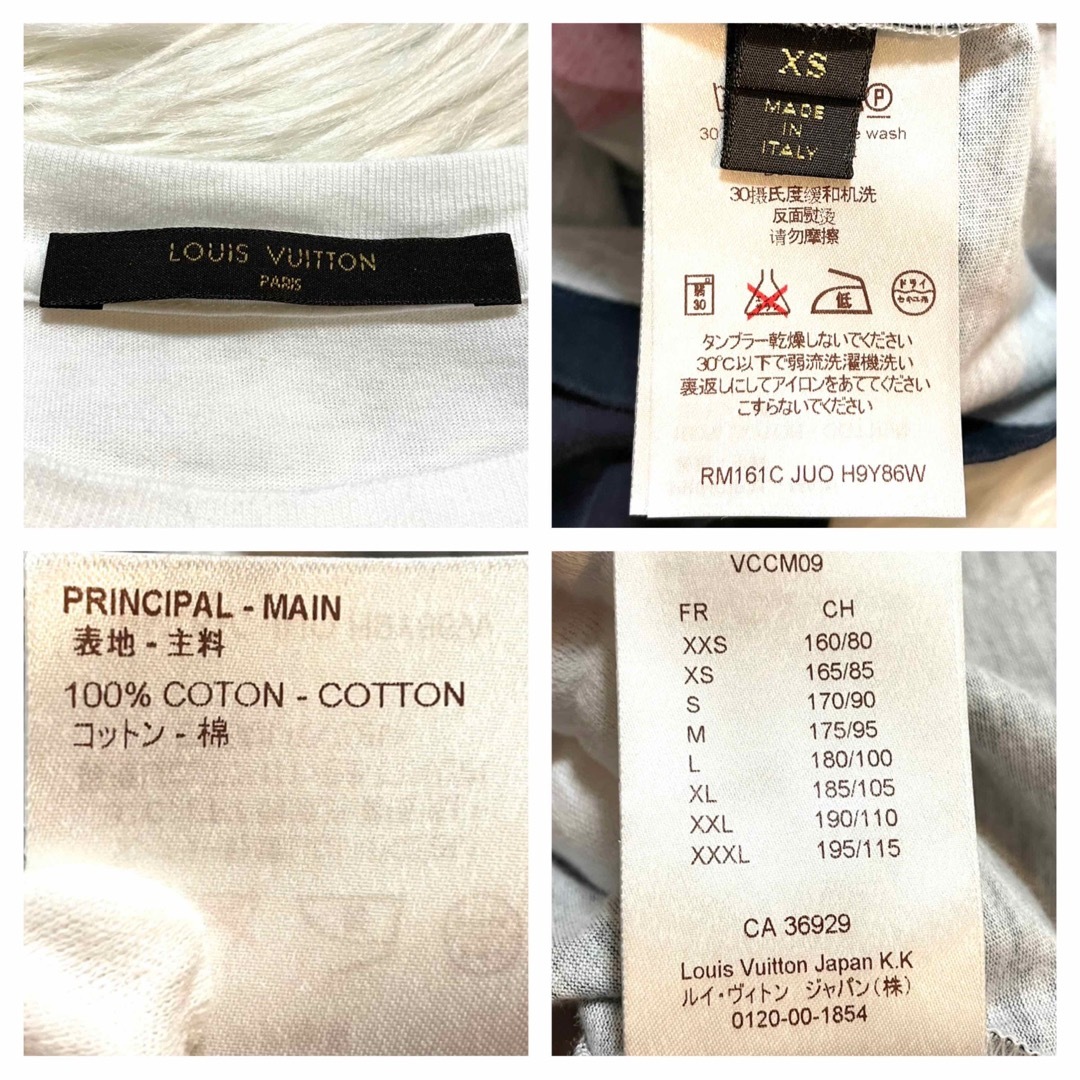 LOUIS VUITTON
PARIS
XS
MADE
IN
ITALY
P
30
wash
30摄氏度缓和机洗
反面熨烫
请勿摩擦
30
低
ドライ
タンブラー乾燥しないでください
30℃以下で弱流洗濯機洗い
裏返しにしてアイロンをあててください
こすらないでください
RM161C JUO H9Y86W
PRINCIPAL - MAIN
表地 - 主料
100% COTON - COTTON
コットン - 棉
VCCM09
FR CH
XXS 160/80
XS 165/85
S 170/90
M 175/95
L 180/100
XL 185/105
XXL 190/110
XXXL 195/115
CA 36929
Louis Vuitton Japan K.K
ルイ・ヴィトン ジャパン(株)
0120-00-1854